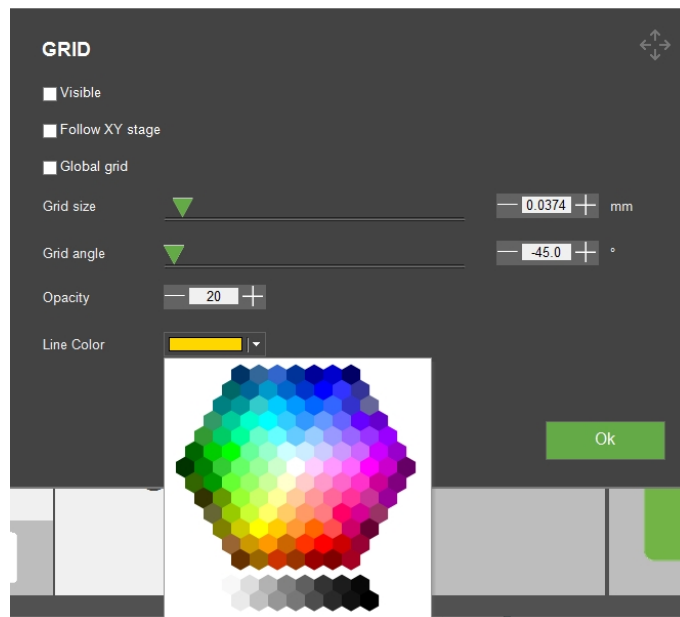 GRID
Visible
Follow XY stage
Global grid
Grid size 0.0374 mm
Grid angle -45.0 °
Opacity 20
Line Color
Ok